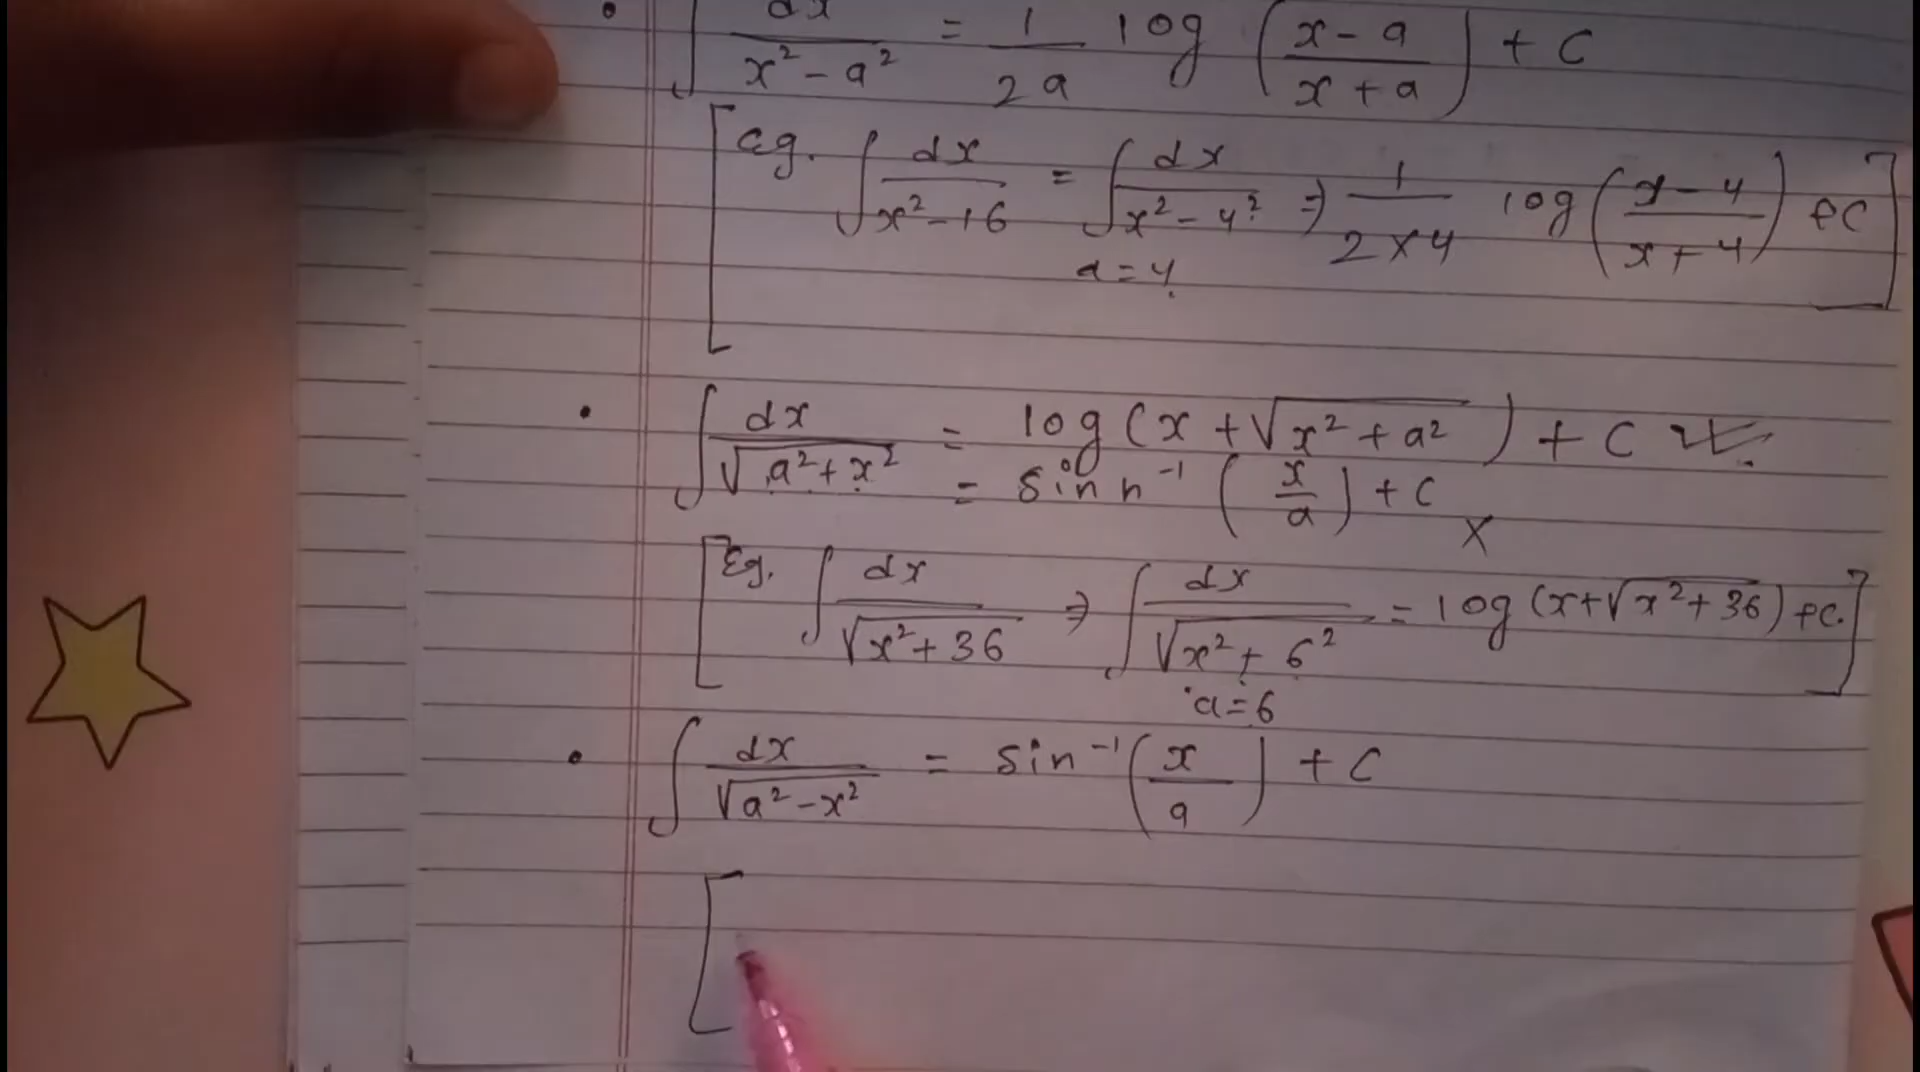 • ∫ dx / x² - a² = 1 / 2a log (x - a / x + a) + C
[Eg. ∫ dx / x² - 16 = ∫ dx / x² - 4² ⇒ 1 / 2 × 4 log (x - 4 / x + 4) + C]
a = 4
• ∫ dx / √a² + x² = log (x + √x² + a²) + C
= sinh⁻¹ (x / a) + C ×
[Eg. ∫ dx / √x² + 36 ⇒ ∫ dx / √x² + 6² = log (x + √x² + 36) + C.]
a = 6
• ∫ dx / √a² - x² = sin⁻¹ (x / a) + C
[